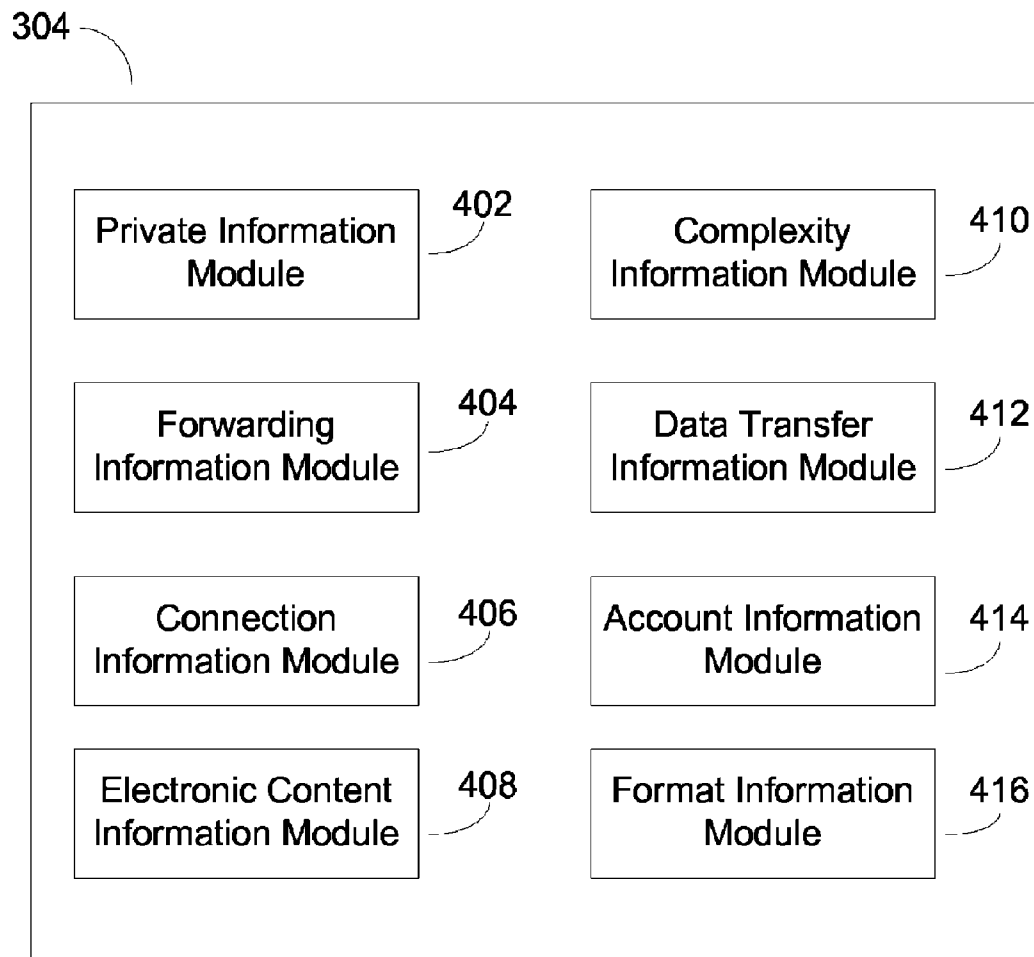 304
Private Information
Module
402
Complexity
Information Module
410
Forwarding
Information Module
404
Data Transfer
Information Module
412
Connection
Information Module
406
Account Information
Module
414
Electronic Content
Information Module
408
Format Information
Module
416